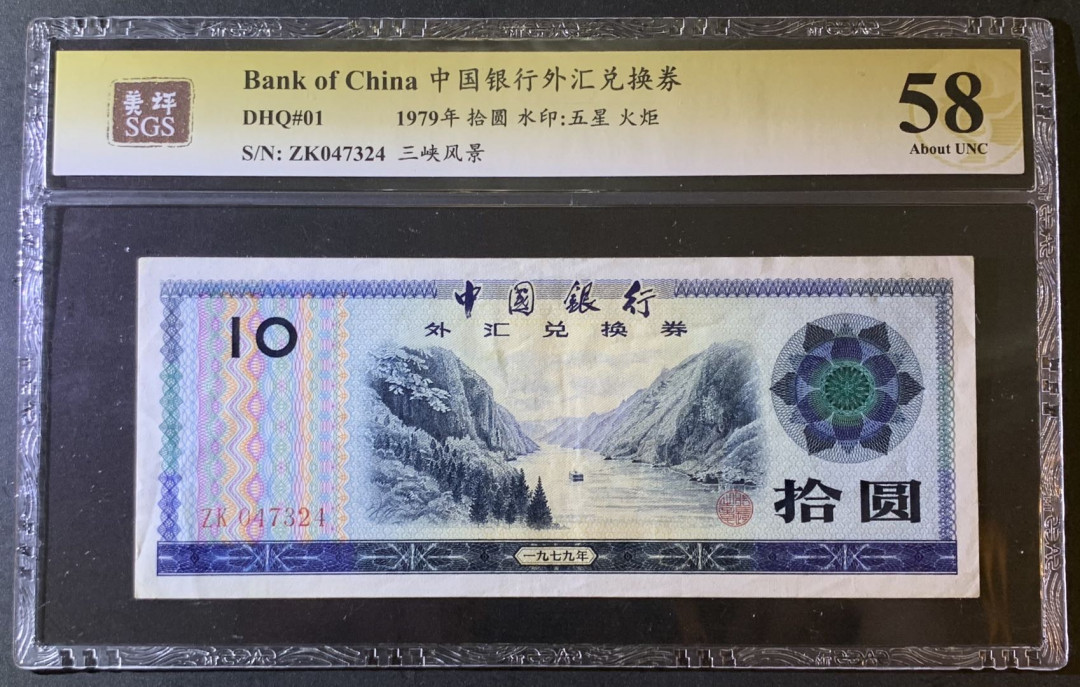 美评
SGS
Bank of China 中国银行外汇兑换券
DHQ#01 1979年 拾圆 水印:五星 火炬
S/N: ZK047324 三峡风景
58
About UNC
中國銀行
外汇兑换券
10
ZK 047324
拾圆
一九七九年